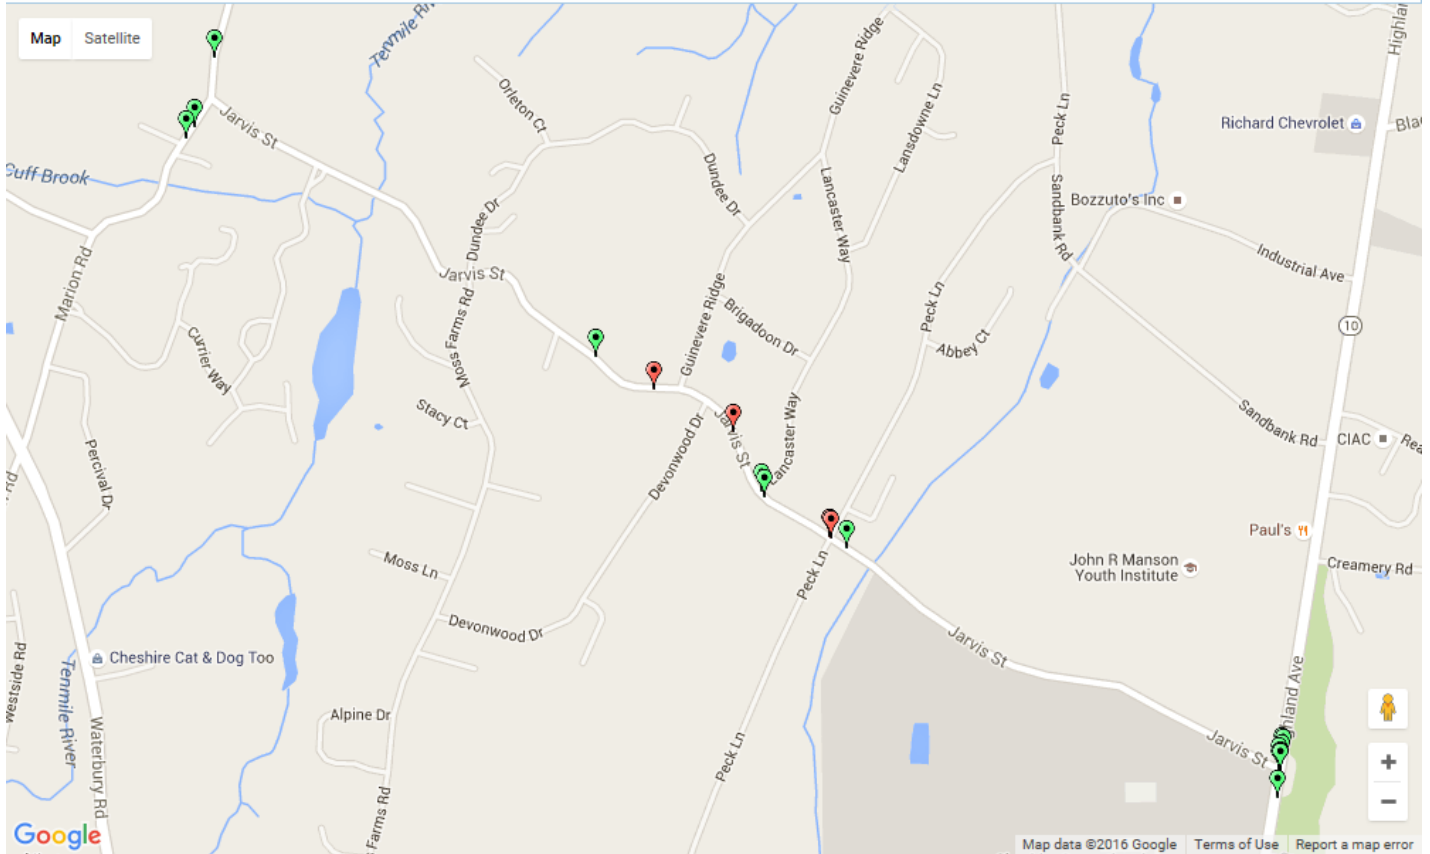 Map
Satellite
Tenmile Riv
Highlan
Guinevere Ridge
Orleton Ct
Jarvis St
Lansdowne Ln
Peck Ln
Richard Chevrolet
Bla
Cuff Brook
Dundee Dr
Lancaster Way
Sandbank Rd
Bozzuto's Inc
Dundee Dr
Industrial Ave
Marion Rd
Jarvis St
Moss Farms Rd
Guinevere Ridge
Peck Ln
Brigadoon Dr
Abbey Ct
10
Currier Way
Stacy Ct
Lancaster Way
Jarvis St
Sandbank Rd
CIAC
Rea
Percival Dr
Devonwood Dr
Rd
Paul's
Moss Ln
Peck Ln
John R Manson
Youth Institute
Creamery Rd
Devonwood Dr
Jarvis St
Westside Rd
Tenmile River
Cheshire Cat & Dog Too
Waterbury Rd
Alpine Dr
Peck Ln
Jarvis St
hland Ave
Farms Rd
+
−
Google
Map data ©2016 Google
Terms of Use
Report a map error